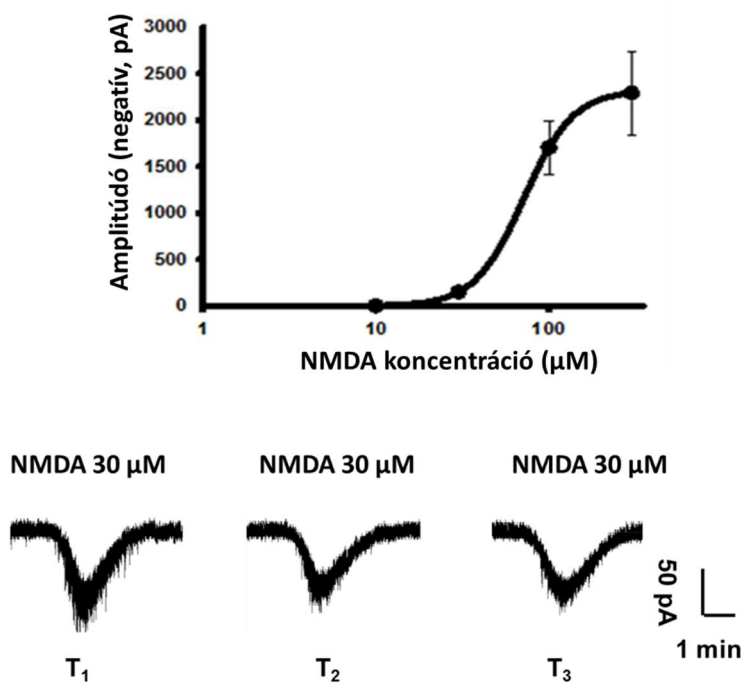 Amplitúdó (negatív, pA)
3000
2500
2000
1500
1000
500
0
1 10 100
NMDA koncentráció (µM)
NMDA 30 µM NMDA 30 µM NMDA 30 µM
50 pA
1 min
T₁ T₂ T₃